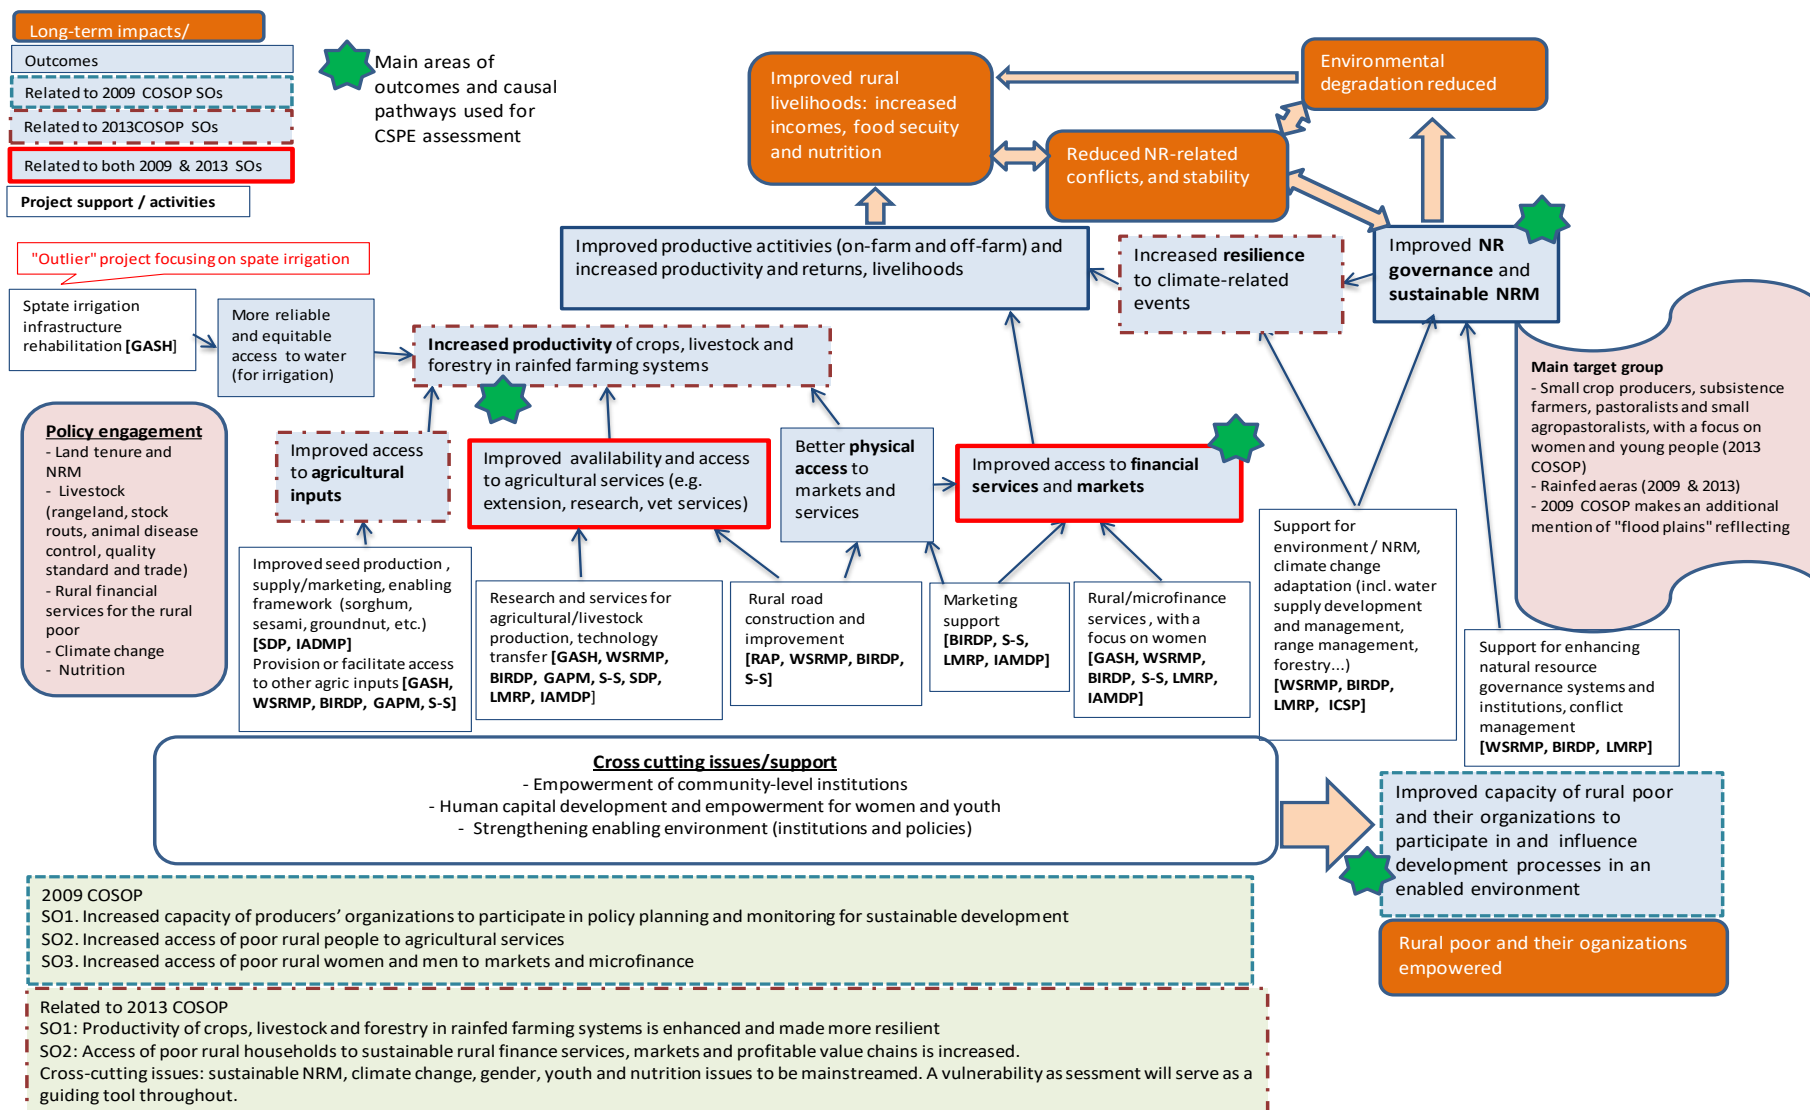 Long-term impacts/
Outcomes
Related to 2009 COSOP SOs
Related to 2013COSOP SOs
Related to both 2009 & 2013 SOs
Project support / activities
Main areas of
outcomes and causal
pathways used for
CSPE assessment
Improved rural
livelihoods: increased
incomes, food secuity
and nutrition
Environmental
degradation reduced
Reduced NR-related
conflicts, and stability
Improved productive actitivies (on-farm and off-farm) and
increased productivity and returns, livelihoods
Increased resilience
to climate-related
events
Improved NR
governance and
sustainable NRM
"Outlier" project focusing on spate irrigation
Sptate irrigation
infrastructure
rehabilitation [GASH]
More reliable
and equitable
access to water
(for irrigation)
Increased productivity of crops, livestock and
forestry in rainfed farming systems
Main target group
- Small crop producers, subsistence
farmers, pastoralists and small
agropastoralists, with a focus on
women and young people (2013
COSOP)
- Rainfed aeras (2009 & 2013)
- 2009 COSOP makes an additional
mention of "flood plains" refllecting
Policy engagement
- Land tenure and
NRM
- Livestock
(rangeland, stock
routs, animal disease
control, quality
standard and trade)
- Rural financial
services for the rural
poor
- Climate change
- Nutrition
Improved access
to agricultural
inputs
Improved avalilability and access
to agricultural services (e.g.
extension, research, vet services)
Better physical
access to
markets and
services
Improved access to financial
services and markets
Improved seed production ,
supply/marketing, enabling
framework (sorghum,
sesami, groundnut, etc.)
[SDP, IADMP]
Provision or facilitate access
to other agric inputs [GASH,
WSRMP, BIRDP, GAPM, S-S]
Research and services for
agricultural/livestock
production, technology
transfer [GASH, WSRMP,
BIRDP, GAPM, S-S, SDP,
LMRP, IAMDP]
Rural road
construction and
improvement
[RAP, WSRMP, BIRDP,
S-S]
Marketing
support
[BIRDP, S-S,
LMRP, IAMDP]
Rural/microfinance
services , with a
focus on women
[GASH, WSRMP,
BIRDP, S-S, LMRP,
IAMDP]
Support for
environment / NRM,
climate change
adaptation (incl. water
supply development
and management,
range management,
forestry...)
[WSRMP, BIRDP,
LMRP, ICSP]
Support for enhancing
natural resource
governance systems and
institutions, conflict
management
[WSRMP, BIRDP, LMRP]
Cross cutting issues/support
- Empowerment of community-level institutions
- Human capital development and empowerment for women and youth
- Strengthening enabling environment (institutions and policies)
Improved capacity of rural poor
and their organizations to
participate in and influence
development processes in an
enabled environment
Rural poor and their oganizations
empowered
2009 COSOP
SO1. Increased capacity of producers' organizations to participate in policy planning and monitoring for sustainable development
SO2. Increased access of poor rural people to agricultural services
SO3. Increased access of poor rural women and men to markets and microfinance
Related to 2013 COSOP
SO1: Productivity of crops, livestock and forestry in rainfed farming systems is enhanced and made more resilient
SO2: Access of poor rural households to sustainable rural finance services, markets and profitable value chains is increased.
Cross-cutting issues: sustainable NRM, climate change, gender, youth and nutrition issues to be mainstreamed. A vulnerability as sessment will serve as a
guiding tool throughout.